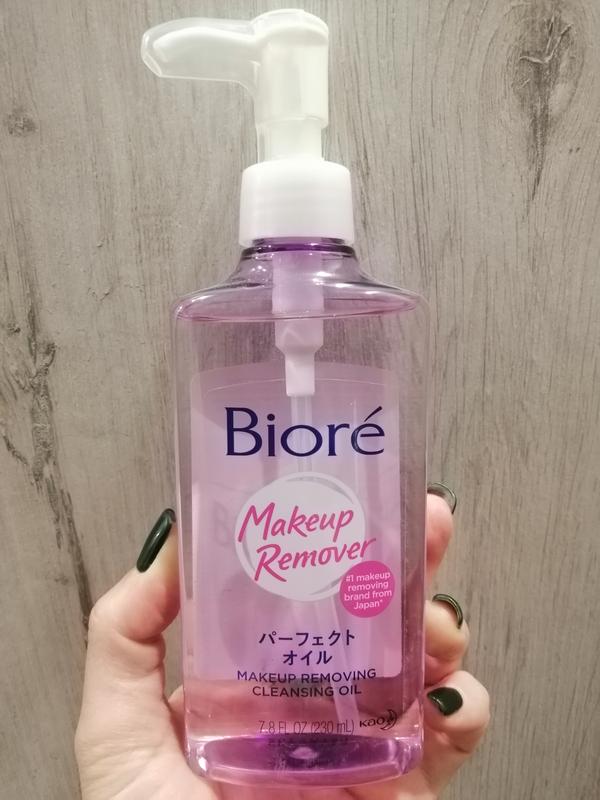 Bioré
Makeup
Remover
#1 makeup
removing
brand from
Japan*
パーフェクト
オイル
MAKEUP REMOVING
CLEANSING OIL
7.8 FL OZ (230 mL)
Kao